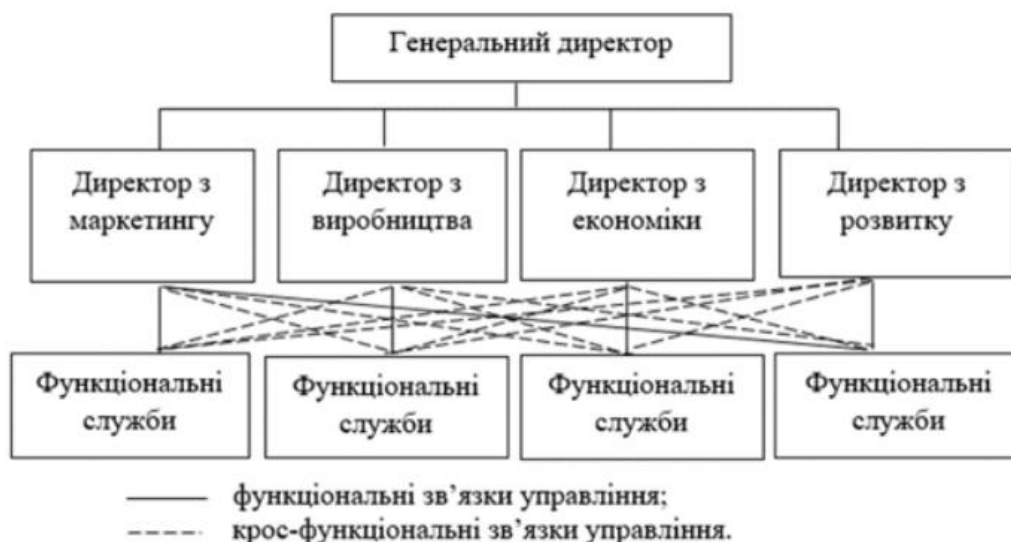 Генеральний директор
Директор з
маркетингу
Директор з
виробництва
Директор з
економіки
Директор з
розвитку
Функціональні
служби
Функціональні
служби
Функціональні
служби
Функціональні
служби
функціональні зв’язки управління;
крос-функціональні зв’язки управління.